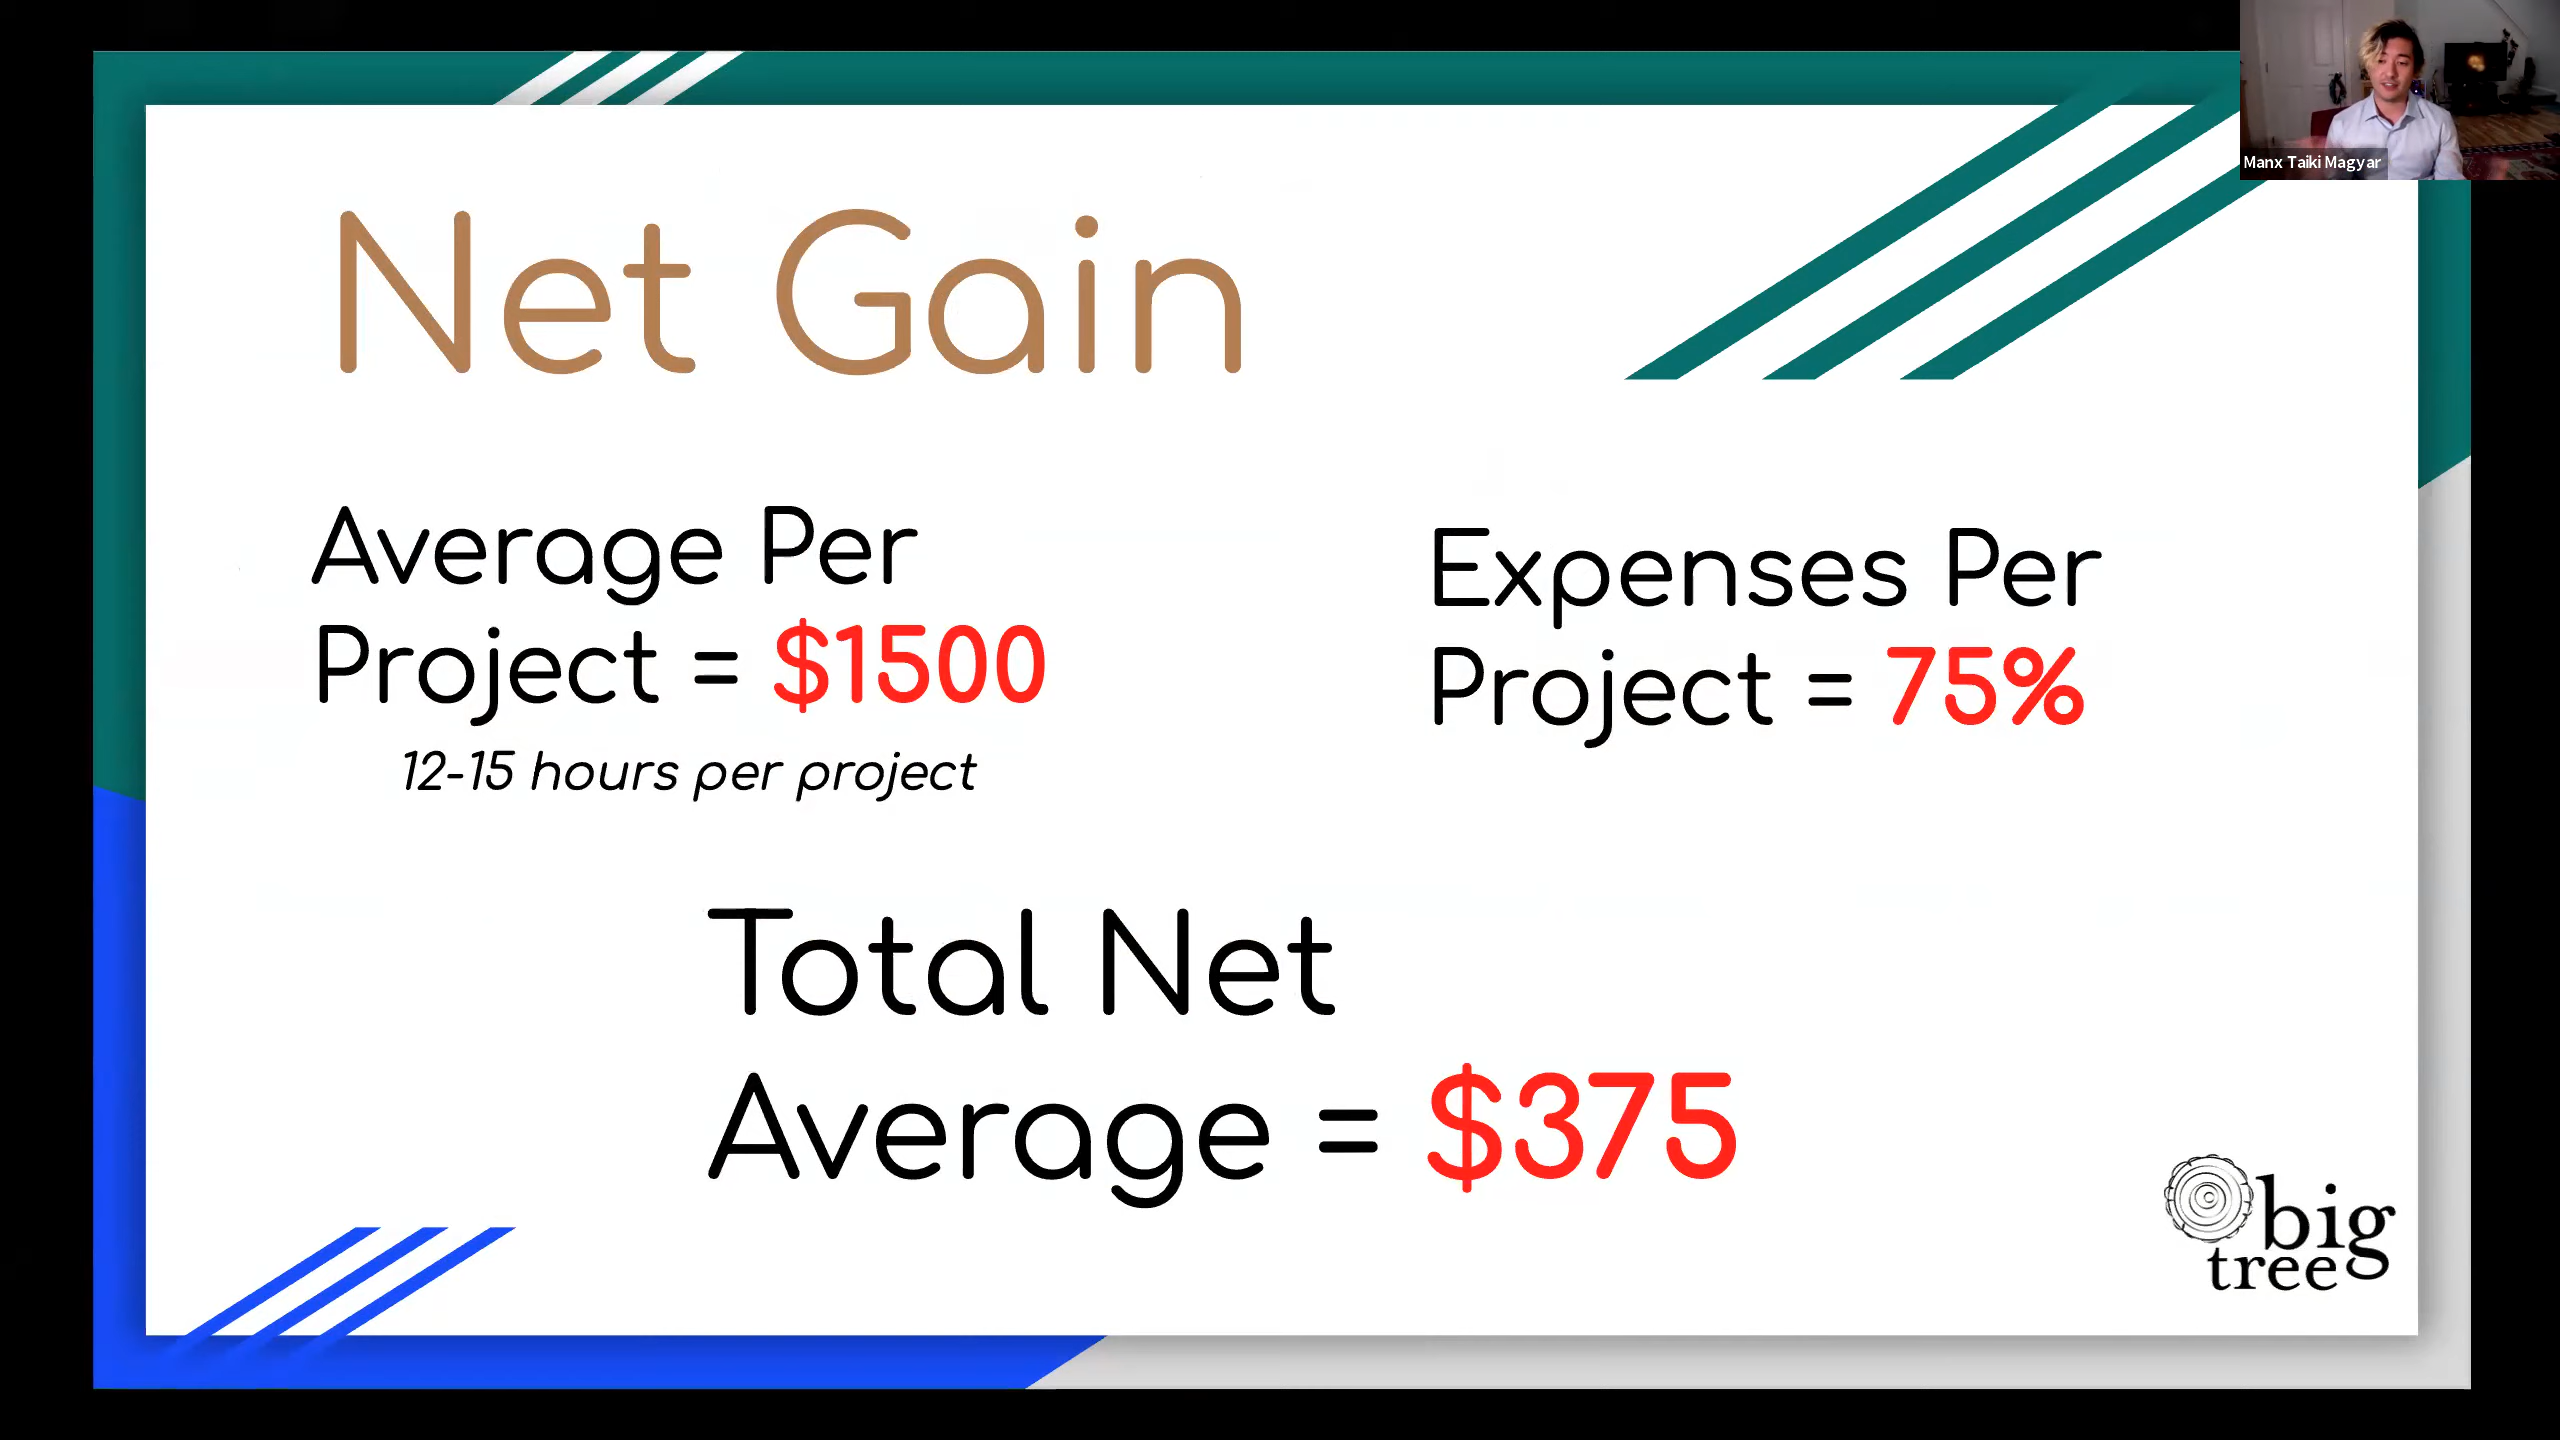 Manx Taiki Magyar
Net Gain
Average Per
Project = $1500
12-15 hours per project
Expenses Per
Project = 75%
Total Net
Average = $375
big
tree